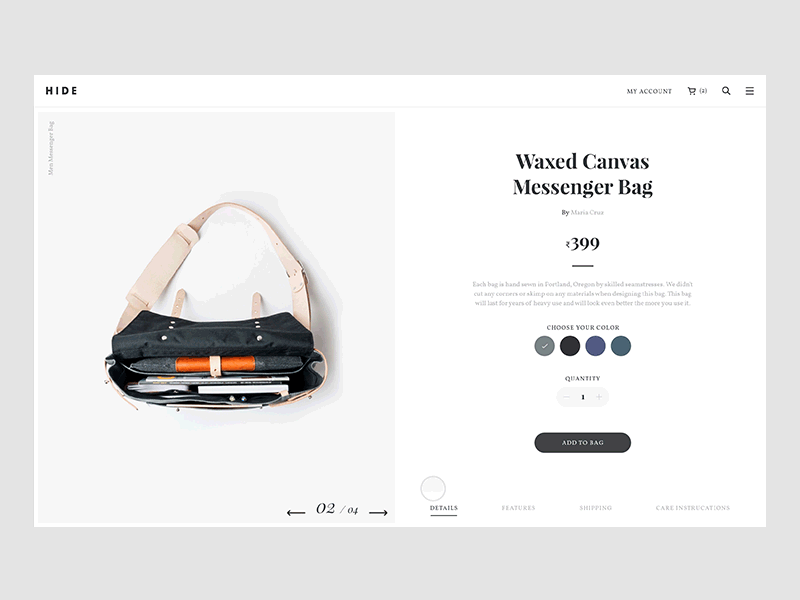 HIDE
MY ACCOUNT (2)
Men Messenger Bag
Waxed Canvas
Messenger Bag
By Maria Cruz
₹399
Each bag is hand sewn in Portland, Oregon by skilled seamstresses. We didn't
cut any corners or skimp on any materials when designing this bag. This bag
will last for years of heavy use and will look even better the more you use it.
CHOOSE YOUR COLOR
QUANTITY
− 1 +
ADD TO BAG
02 / 04
DETAILS FEATURES SHIPPING CARE INSTRUCATIONS